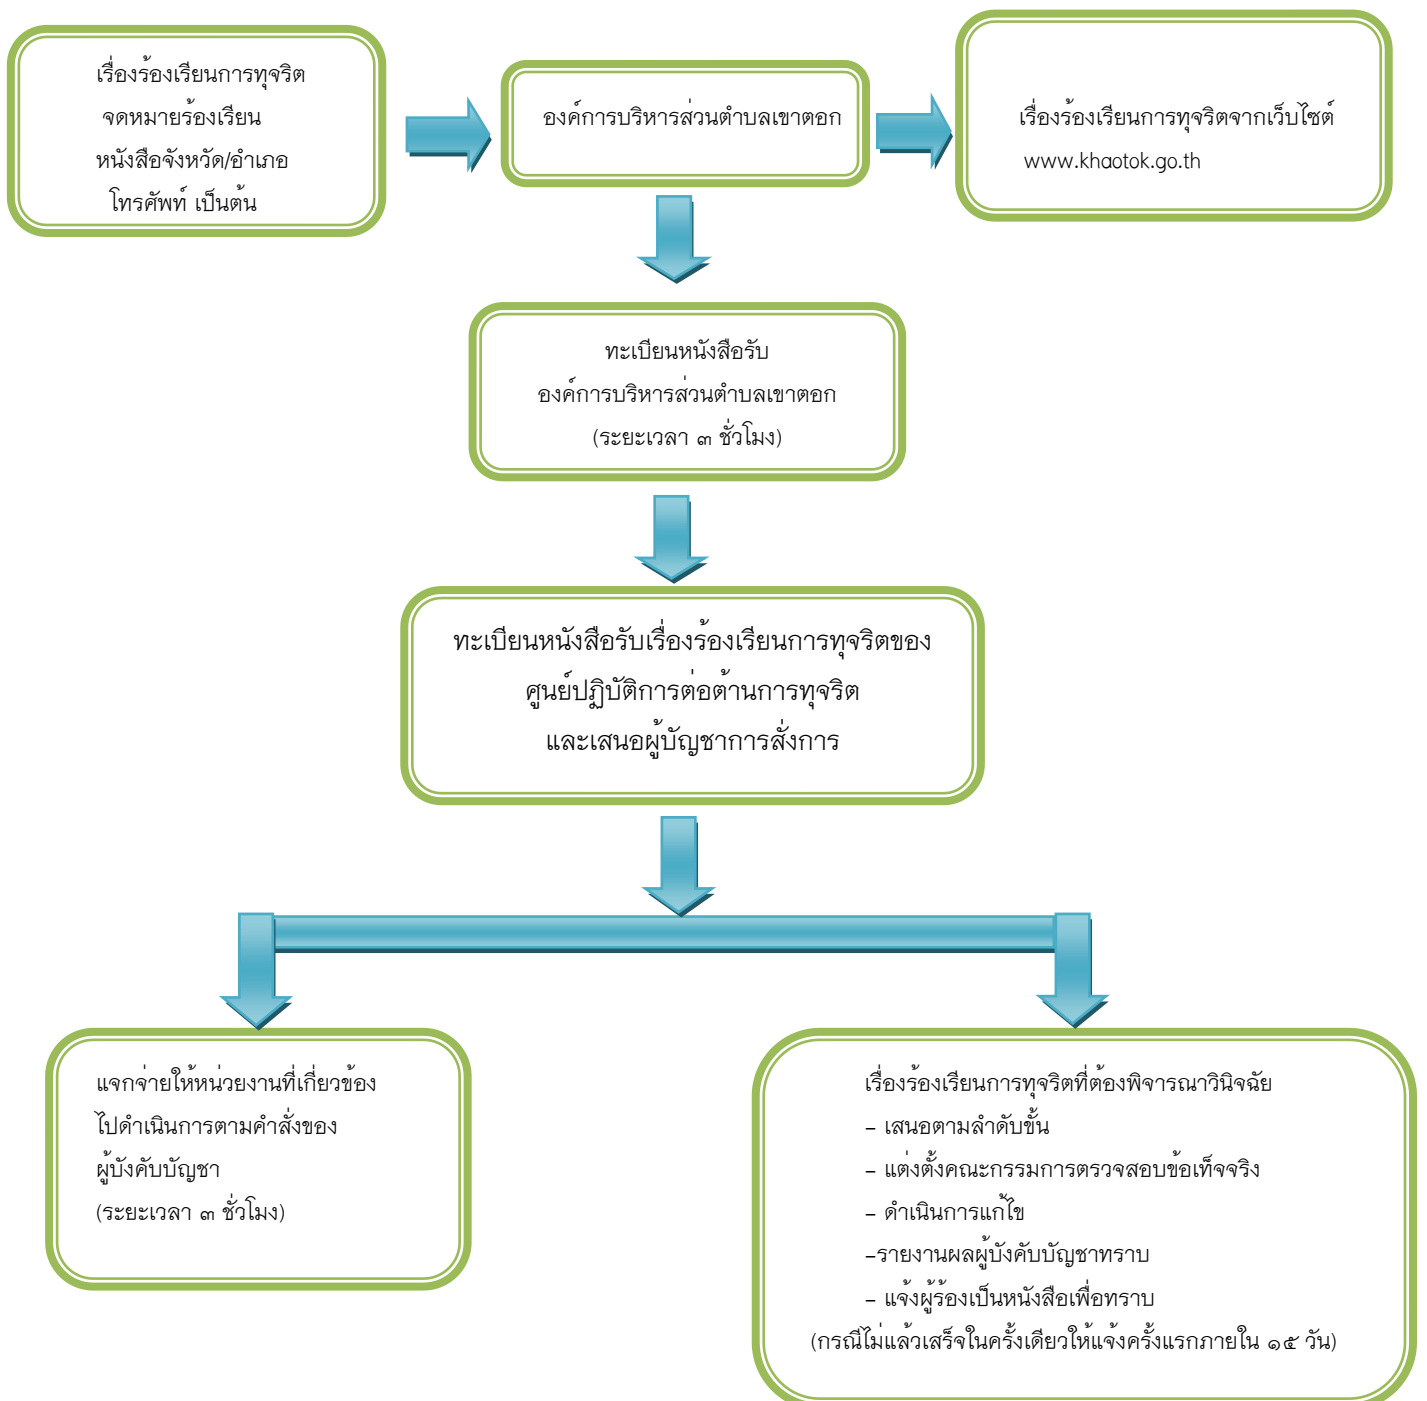 เรื่องร้องเรียนการทุจริต
จดหมายร้องเรียน
หนังสือจังหวัด/อำเภอ
โทรศัพท์ เป็นต้น
องค์การบริหารส่วนตำบลเขาตอก
เรื่องร้องเรียนการทุจริตจากเว็บไซต์
www.khaotok.go.th
ทะเบียนหนังสือรับ
องค์การบริหารส่วนตำบลเขาตอก
(ระยะเวลา ๓ ชั่วโมง)
ทะเบียนหนังสือรับเรื่องร้องเรียนการทุจริตของ
ศูนย์ปฏิบัติการต่อต้านการทุจริต
และเสนอผู้บัญชาการสั่งการ
แจกจ่ายให้หน่วยงานที่เกี่ยวข้อง
ไปดำเนินการตามคำสั่งของ
ผู้บังคับบัญชา
(ระยะเวลา ๓ ชั่วโมง)
เรื่องร้องเรียนการทุจริตที่ต้องพิจารณาวินิจฉัย
– เสนอตามลำดับขั้น
– แต่งตั้งคณะกรรมการตรวจสอบข้อเท็จจริง
– ดำเนินการแก้ไข
–รายงานผลผู้บังคับบัญชาทราบ
– แจ้งผู้ร้องเป็นหนังสือเพื่อทราบ
(กรณีไม่แล้วเสร็จในครั้งเดียวให้แจ้งครั้งแรกภายใน ๑๕ วัน)